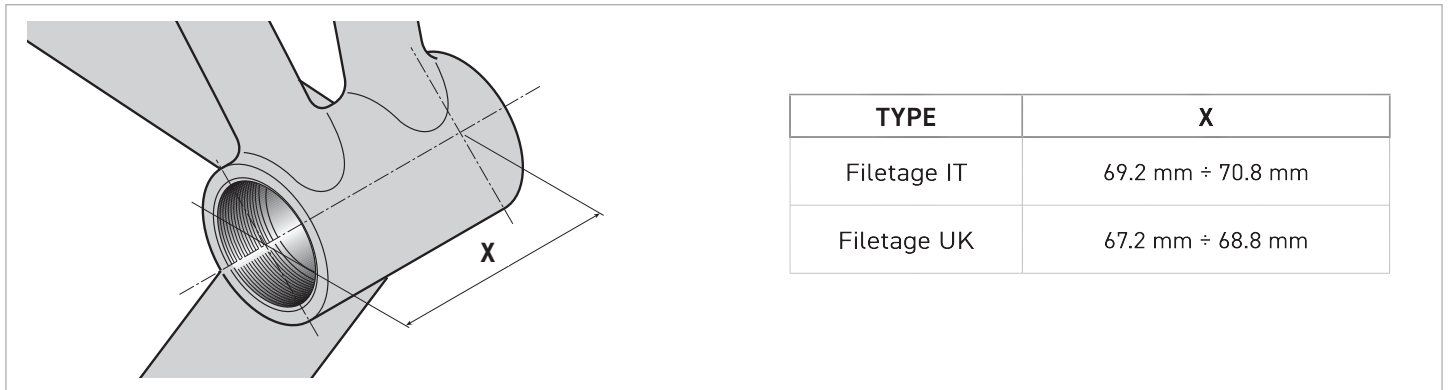 X
TYPE X
Filetage IT 69.2 mm ÷ 70.8 mm
Filetage UK 67.2 mm ÷ 68.8 mm